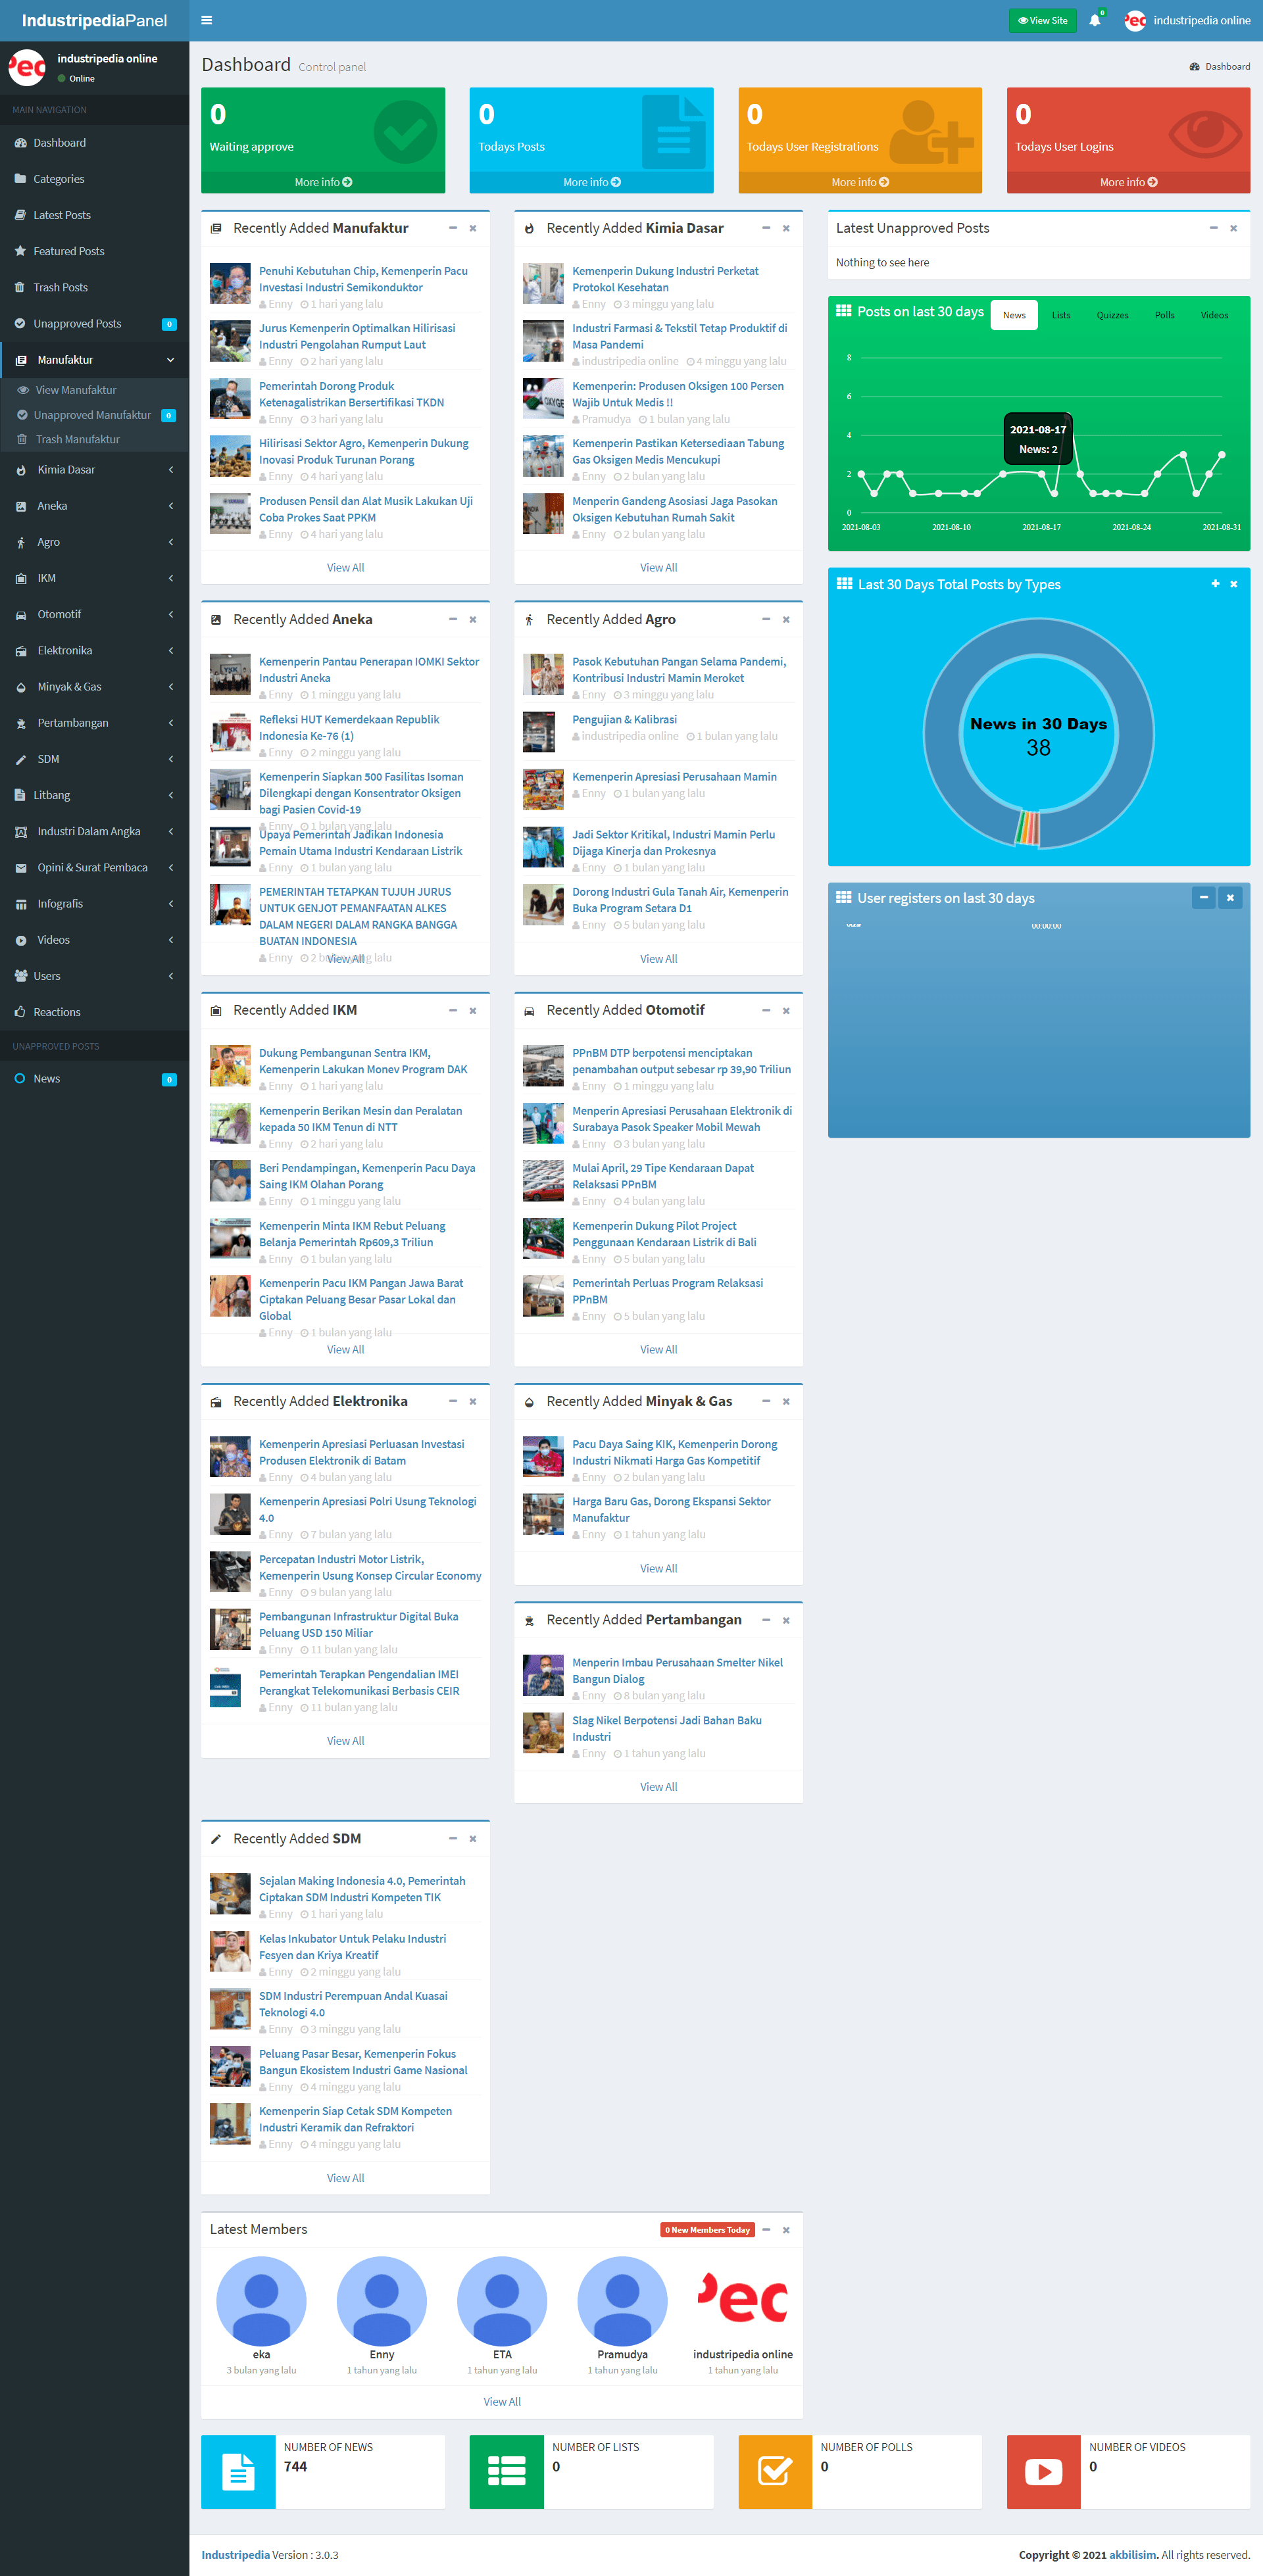 IndustripediaPanel
View Site
0
industripedia online
industripedia online
Online
MAIN NAVIGATION
Dashboard
Categories
Latest Posts
Featured Posts
Trash Posts
Unapproved Posts 0
Manufaktur
View Manufaktur
Unapproved Manufaktur 0
Trash Manufaktur
Kimia Dasar
Aneka
Agro
IKM
Otomotif
Elektronika
Minyak & Gas
Pertambangan
SDM
Litbang
Industri Dalam Angka
Opini & Surat Pembaca
Infografis
Videos
Users
Reactions
UNAPPROVED POSTS
News 0
Dashboard Control panel
Dashboard
0
Waiting approve
More info
0
Todays Posts
More info
0
Todays User Registrations
More info
0
Todays User Logins
More info
Recently Added Manufaktur
Penuhi Kebutuhan Chip, Kemenperin Pacu
Investasi Industri Semikonduktor
Enny 1 hari yang lalu
Jurus Kemenperin Optimalkan Hilirisasi
Industri Pengolahan Rumput Laut
Enny 2 hari yang lalu
Pemerintah Dorong Produk
Ketenagalistrikan Bersertifikasi TKDN
Enny 3 hari yang lalu
Hilirisasi Sektor Agro, Kemenperin Dukung
Inovasi Produk Turunan Porang
Enny 4 hari yang lalu
Produsen Pensil dan Alat Musik Lakukan Uji
Coba Prokes Saat PPKM
Enny 4 hari yang lalu
View All
Recently Added Kimia Dasar
Kemenperin Dukung Industri Perketat
Protokol Kesehatan
Enny 3 minggu yang lalu
Industri Farmasi & Tekstil Tetap Produktif di
Masa Pandemi
industripedia online 4 minggu yang lalu
Kemenperin: Produsen Oksigen 100 Persen
Wajib Untuk Medis !!
Pramudya 1 bulan yang lalu
Kemenperin Pastikan Ketersediaan Tabung
Gas Oksigen Medis Mencukupi
Enny 2 bulan yang lalu
Menperin Gandeng Asosiasi Jaga Pasokan
Oksigen Kebutuhan Rumah Sakit
Enny 2 bulan yang lalu
View All
Latest Unapproved Posts
Nothing to see here
Posts on last 30 days
News Lists Quizzes Polls Videos
8
6
4
2
0
2021-08-17
News: 2
2021-08-03 2021-08-10 2021-08-17 2021-08-24 2021-08-31
Last 30 Days Total Posts by Types
News in 30 Days
38
User registers on last 30 days
00:00:00
Recently Added Aneka
Kemenperin Pantau Penerapan IOMKI Sektor
Industri Aneka
Enny 1 minggu yang lalu
Refleksi HUT Kemerdekaan Republik
Indonesia Ke-76 (1)
Enny 2 minggu yang lalu
Kemenperin Siapkan 500 Fasilitas Isoman
Dilengkapi dengan Konsentrator Oksigen
bagi Pasien Covid-19
Enny 1 bulan yang lalu
Upaya Pemerintah Jadikan Indonesia
Pemain Utama Industri Kendaraan Listrik
Enny 1 bulan yang lalu
PEMERINTAH TETAPKAN TUJUH JURUS
UNTUK GENJOT PEMANFAATAN ALKES
DALAM NEGERI DALAM RANGKA BANGGA
BUATAN INDONESIA
Enny 2 bulan yang lalu
View All
Recently Added Agro
Pasok Kebutuhan Pangan Selama Pandemi,
Kontribusi Industri Mamin Meroket
Enny 3 minggu yang lalu
Pengujian & Kalibrasi
industripedia online 1 bulan yang lalu
Kemenperin Apresiasi Perusahaan Mamin
Enny 1 bulan yang lalu
Jadi Sektor Kritikal, Industri Mamin Perlu
Dijaga Kinerja dan Prokesnya
Enny 1 bulan yang lalu
Dorong Industri Gula Tanah Air, Kemenperin
Buka Program Setara D1
Enny 5 bulan yang lalu
View All
Recently Added IKM
Dukung Pembangunan Sentra IKM,
Kemenperin Lakukan Monev Program DAK
Enny 1 hari yang lalu
Kemenperin Berikan Mesin dan Peralatan
kepada 50 IKM Tenun di NTT
Enny 2 hari yang lalu
Beri Pendampingan, Kemenperin Pacu Daya
Saing IKM Olahan Porang
Enny 1 minggu yang lalu
Kemenperin Minta IKM Rebut Peluang
Belanja Pemerintah Rp609,3 Triliun
Enny 1 bulan yang lalu
Kemenperin Pacu IKM Pangan Jawa Barat
Ciptakan Peluang Besar Pasar Lokal dan
Global
Enny 1 bulan yang lalu
View All
Recently Added Otomotif
PPnBM DTP berpotensi menciptakan
penambahan output sebesar rp 39,90 Triliun
Enny 1 minggu yang lalu
Menperin Apresiasi Perusahaan Elektronik di
Surabaya Pasok Speaker Mobil Mewah
Enny 3 bulan yang lalu
Mulai April, 29 Tipe Kendaraan Dapat
Relaksasi PPnBM
Enny 4 bulan yang lalu
Kemenperin Dukung Pilot Project
Penggunaan Kendaraan Listrik di Bali
Enny 5 bulan yang lalu
Pemerintah Perluas Program Relaksasi
PPnBM
Enny 5 bulan yang lalu
View All
Recently Added Elektronika
Kemenperin Apresiasi Perluasan Investasi
Produsen Elektronik di Batam
Enny 4 bulan yang lalu
Kemenperin Apresiasi Polri Usung Teknologi
4.0
Enny 7 bulan yang lalu
Percepatan Industri Motor Listrik,
Kemenperin Usung Konsep Circular Economy
Enny 9 bulan yang lalu
Pembangunan Infrastruktur Digital Buka
Peluang USD 150 Miliar
Enny 11 bulan yang lalu
Pemerintah Terapkan Pengendalian IMEI
Perangkat Telekomunikasi Berbasis CEIR
Enny 11 bulan yang lalu
View All
Recently Added Minyak & Gas
Pacu Daya Saing KIK, Kemenperin Dorong
Industri Nikmati Harga Gas Kompetitif
Enny 2 bulan yang lalu
Harga Baru Gas, Dorong Ekspansi Sektor
Manufaktur
Enny 1 tahun yang lalu
View All
Recently Added Pertambangan
Menperin Imbau Perusahaan Smelter Nikel
Bangun Dialog
Enny 8 bulan yang lalu
Slag Nikel Berpotensi Jadi Bahan Baku
Industri
Enny 1 tahun yang lalu
View All
Recently Added SDM
Sejalan Making Indonesia 4.0, Pemerintah
Ciptakan SDM Industri Kompeten TIK
Enny 1 hari yang lalu
Kelas Inkubator Untuk Pelaku Industri
Fesyen dan Kriya Kreatif
Enny 2 minggu yang lalu
SDM Industri Perempuan Andal Kuasai
Teknologi 4.0
Enny 3 minggu yang lalu
Peluang Pasar Besar, Kemenperin Fokus
Bangun Ekosistem Industri Game Nasional
Enny 4 minggu yang lalu
Kemenperin Siap Cetak SDM Kompeten
Industri Keramik dan Refraktori
Enny 4 minggu yang lalu
View All
Latest Members
0 New Members Today
eka
3 bulan yang lalu
Enny
1 tahun yang lalu
ETA
1 tahun yang lalu
Pramudya
1 tahun yang lalu
industripedia online
1 tahun yang lalu
View All
NUMBER OF NEWS
744
NUMBER OF LISTS
0
NUMBER OF POLLS
0
NUMBER OF VIDEOS
0
Industripedia Version : 3.0.3
Copyright © 2021 akbilisim. All rights reserved.